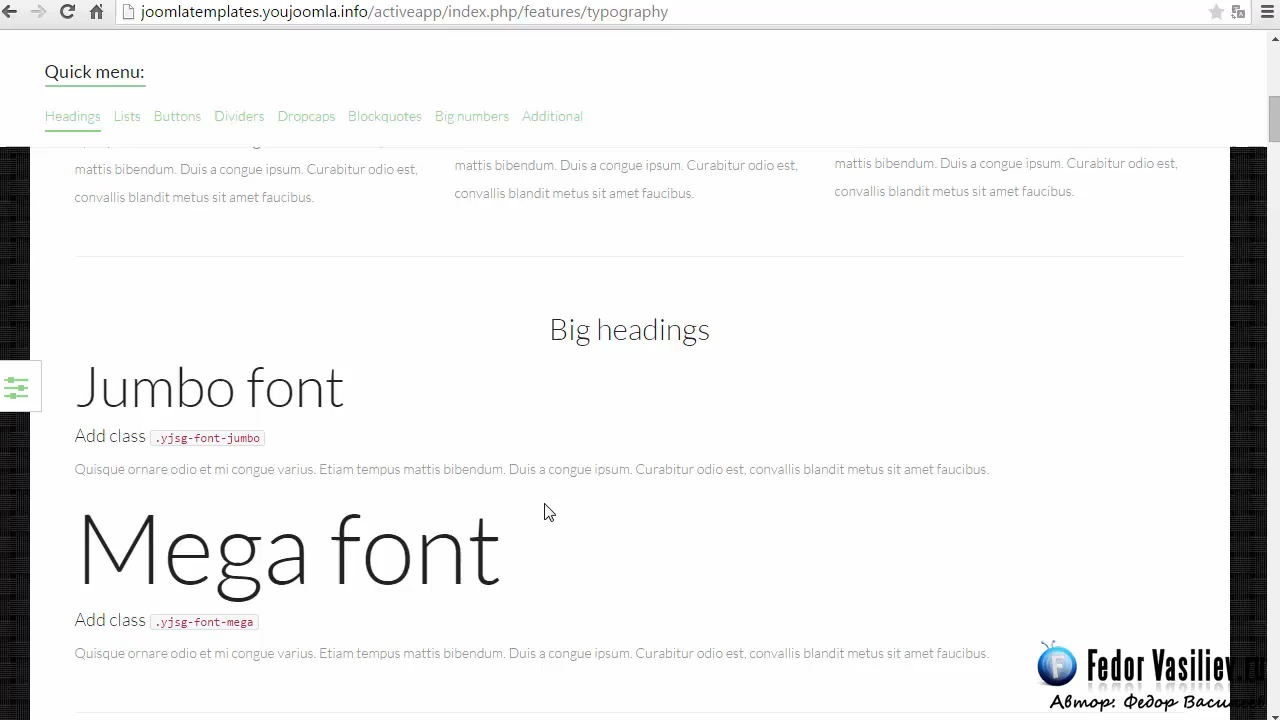 joomlatemplates.youjoomla.info/activeapp/index.php/features/typography
Quick menu:
Headings Lists Buttons Dividers Dropcaps Blockquotes Big numbers Additional
mattis bibendum. Duis a congue ipsum. Curabitur odio est,
convallis blandit metus sit amet faucibus.
mattis bibendum. Duis a congue ipsum. Curabitur odio est,
convallis blandit metus sit amet faucibus.
mattis bibendum. Duis a congue ipsum. Curabitur odio est,
convallis blandit metus sit amet faucibus.
Big headings
Jumbo font
Add class .yjsg-font-jumbo
Quisque ornare odio et mi congue varius. Etiam tempus mattis bibendum. Duis a congue ipsum. Curabitur odio est, convallis blandit metus sit amet faucibus.
Mega font
Add class .yjsg-font-mega
Quisque ornare odio et mi congue varius. Etiam tempus mattis bibendum. Duis a congue ipsum. Curabitur odio est, convallis blandit metus sit amet faucibus.
Fedor Vasiliev
Автор: Федор